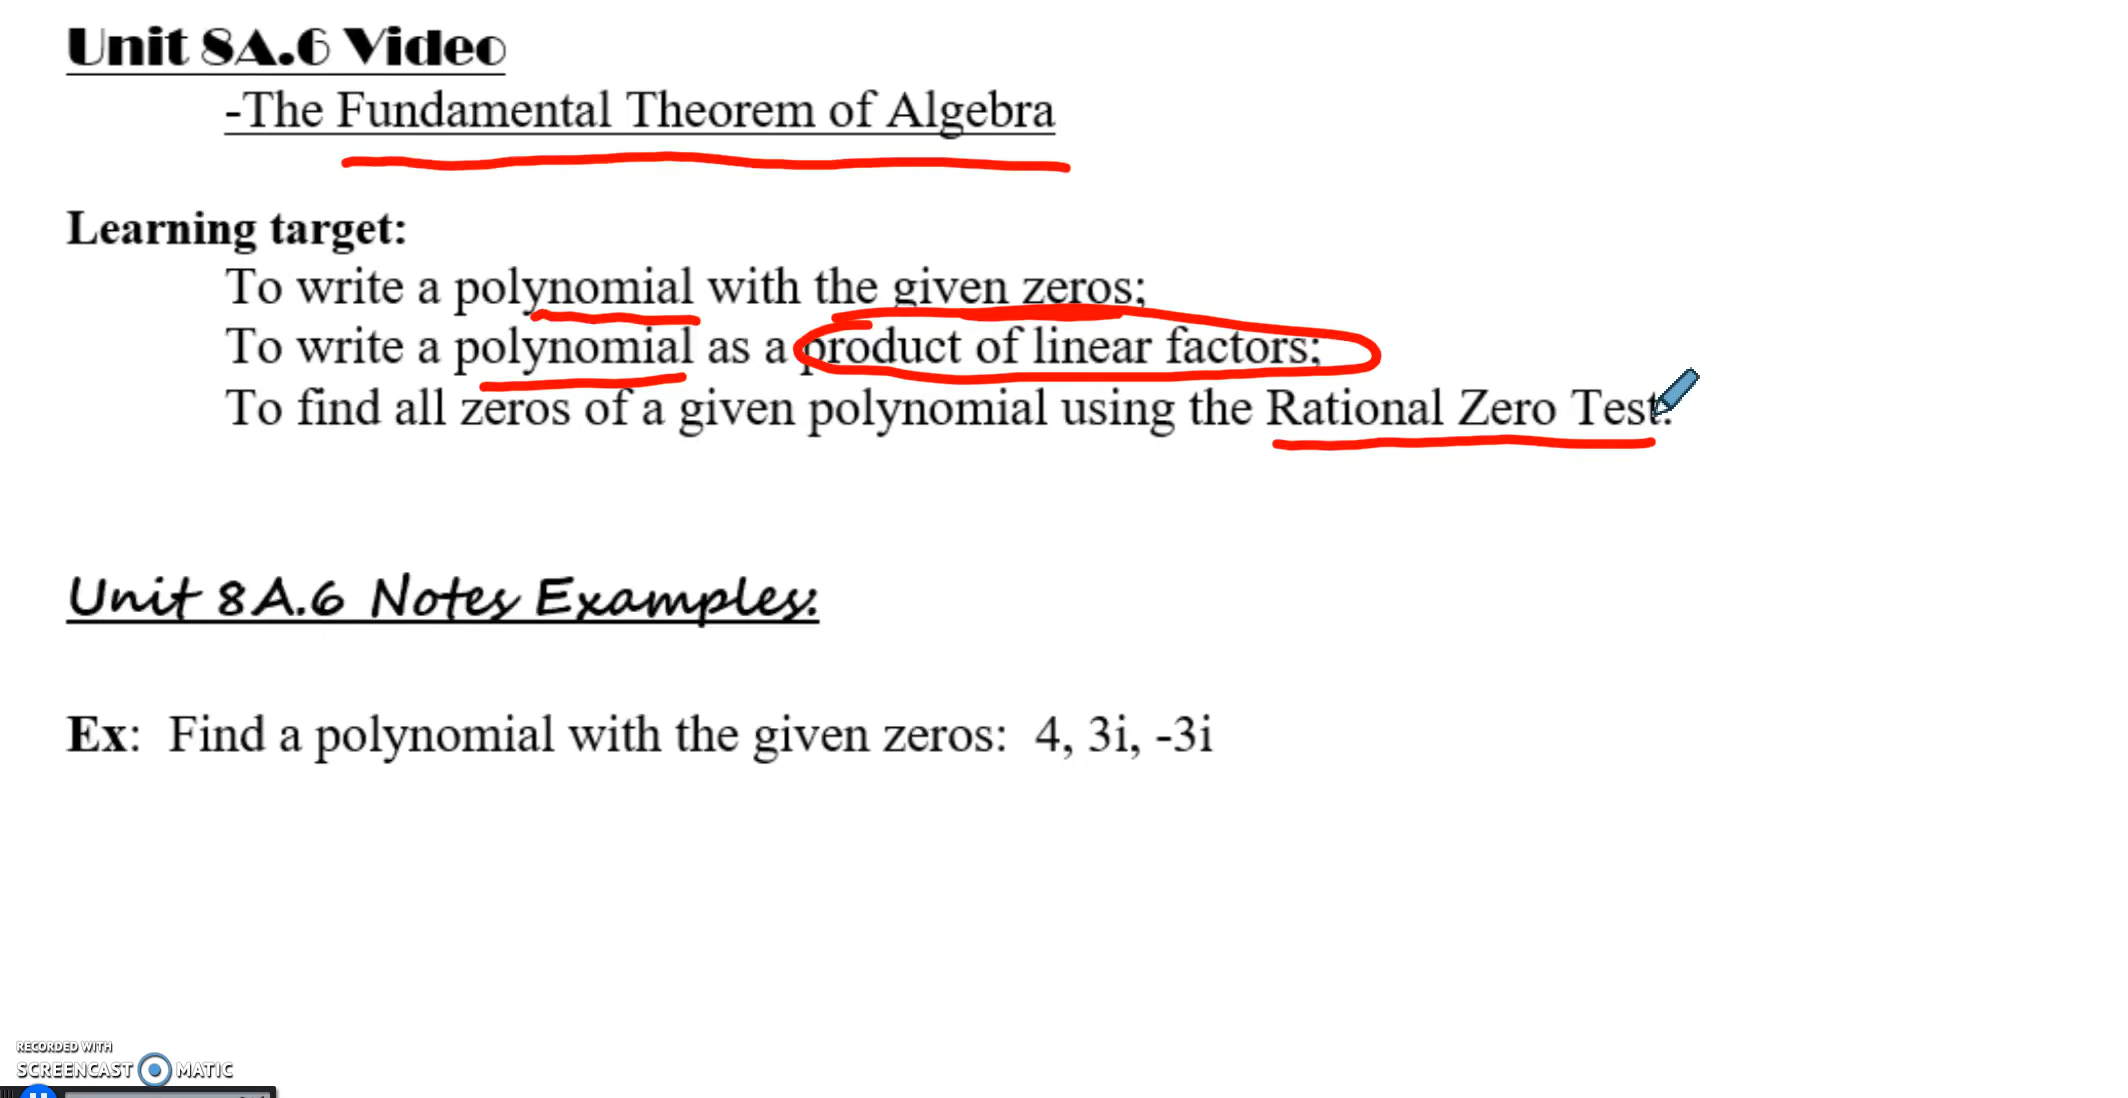 Unit 8A.6 Video
-The Fundamental Theorem of Algebra
Learning target:
To write a polynomial with the given zeros;
To write a polynomial as a product of linear factors;
To find all zeros of a given polynomial using the Rational Zero Test.
Unit 8A.6 Notes Examples:
Ex: Find a polynomial with the given zeros: 4, 3i, -3i
RECORDED WITH
SCREENCAST MATIC